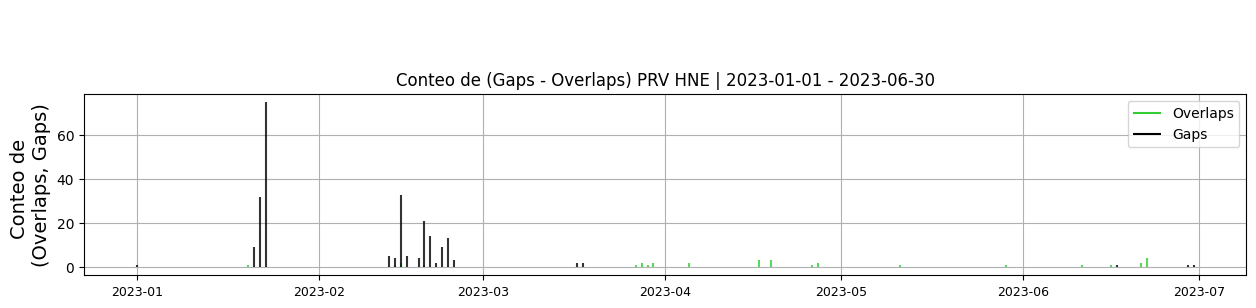 Conteo de (Gaps - Overlaps) PRV HNE | 2023-01-01 - 2023-06-30
Conteo de
(Overlaps, Gaps)
60
40
20
0
Overlaps
Gaps
2023-01
2023-02
2023-03
2023-04
2023-05
2023-06
2023-07